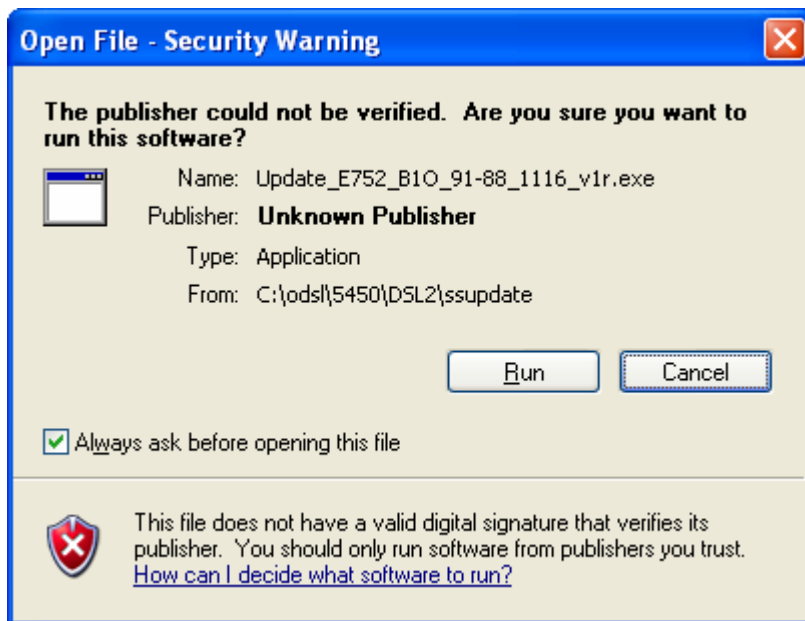 Open File - Security Warning
The publisher could not be verified. Are you sure you want to
run this software?
Name: Update_E752_B1O_91-88_1116_v1r.exe
Publisher: Unknown Publisher
Type: Application
From: C:\odsl\5450\DSL2\ssupdate
Run Cancel
Always ask before opening this file
This file does not have a valid digital signature that verifies its
publisher. You should only run software from publishers you trust.
How can I decide what software to run?